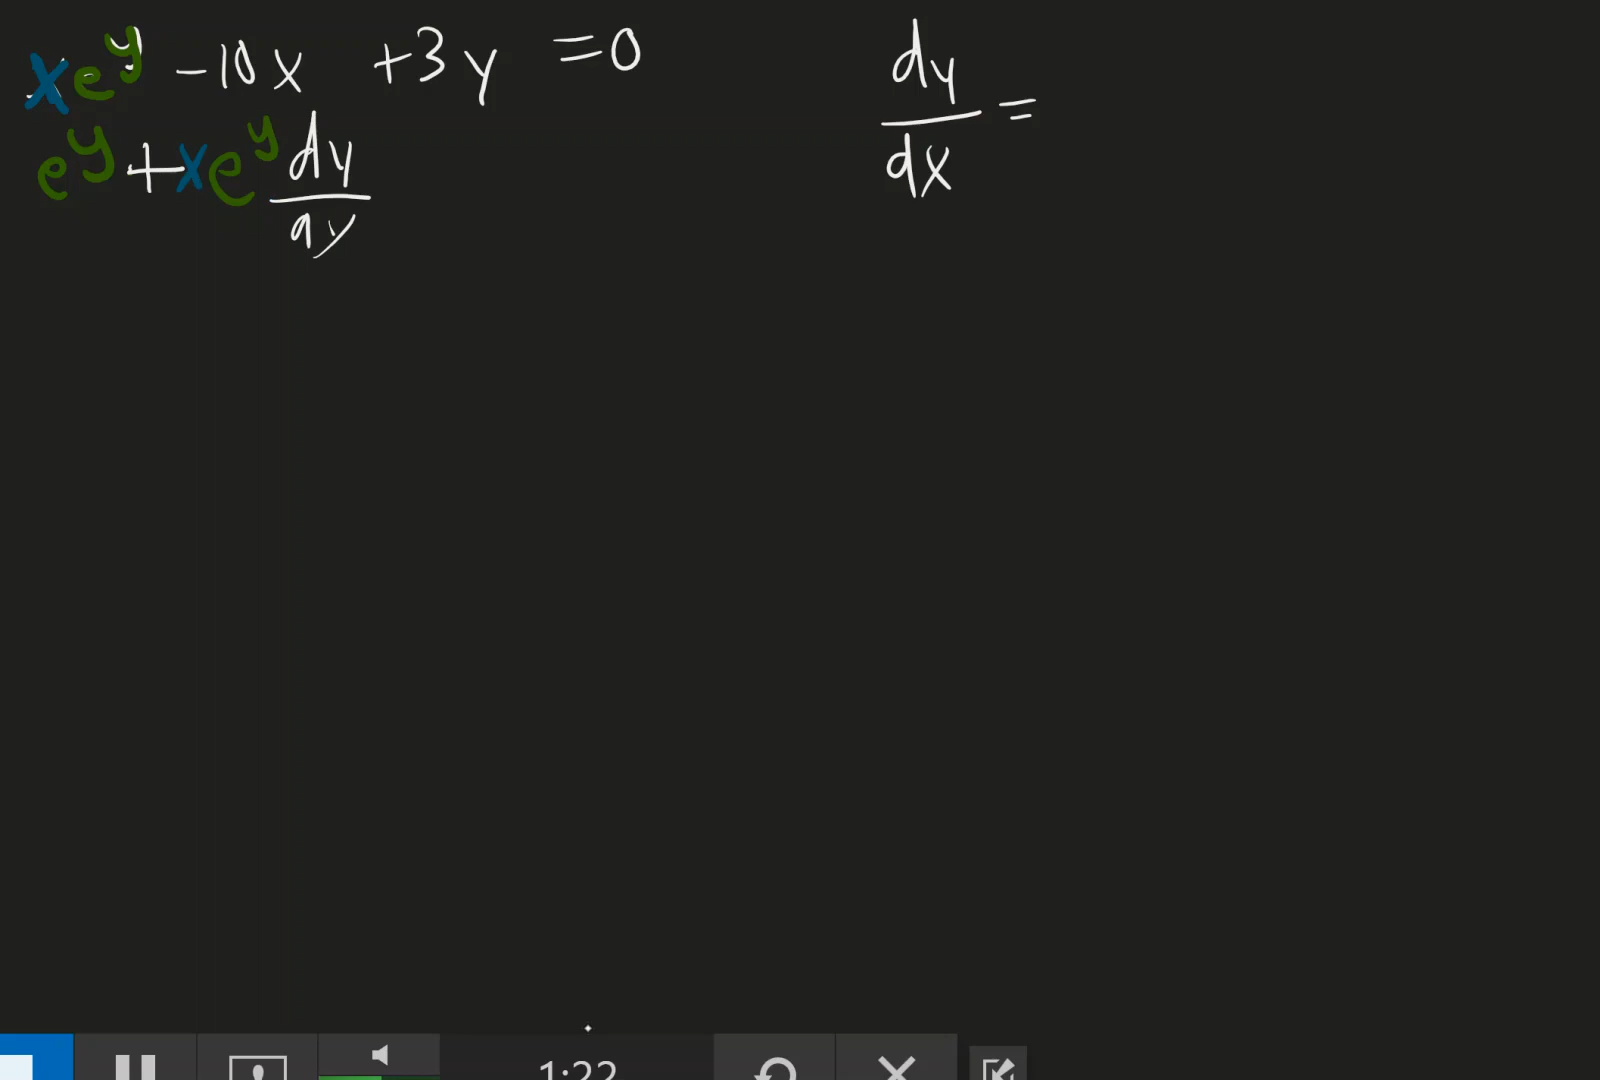 xe^y -10x +3y =0
dy/dx =
e^y + xe^y dy/dy
1:22